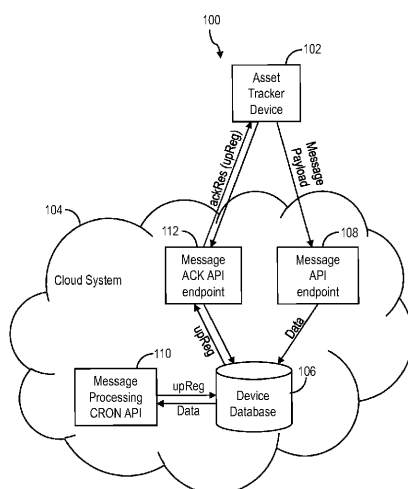 100
102
Asset
Tracker
Device
ackRes (upReg)
Message
Payload
104
112
108
Cloud System
Message
ACK API
endpoint
Message
API
endpoint
upReg
Data
110
106
Message
Processing
CRON API
upReg
Data
Device
Database